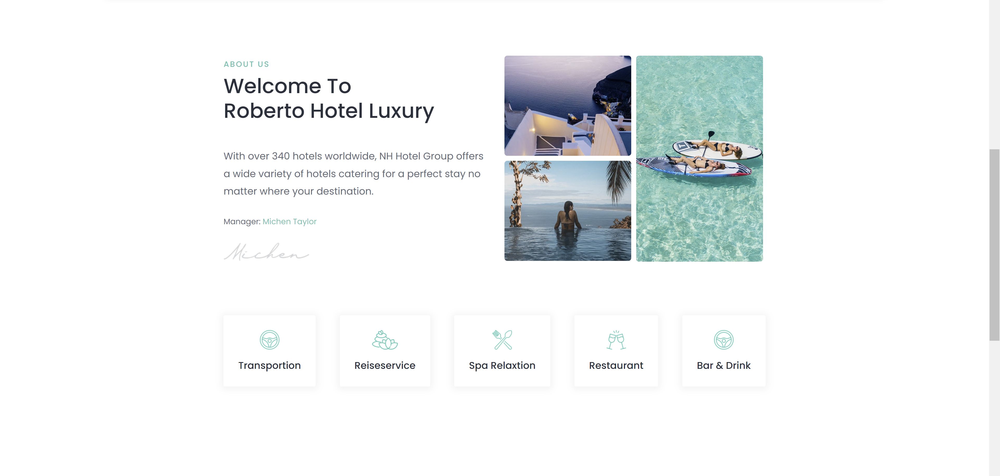 ABOUT US
Welcome To
Roberto Hotel Luxury
With over 340 hotels worldwide, NH Hotel Group offers
a wide variety of hotels catering for a perfect stay no
matter where your destination.
Manager: Michen Taylor
Michen
Transportion
Reiseservice
Spa Relaxtion
Restaurant
Bar & Drink